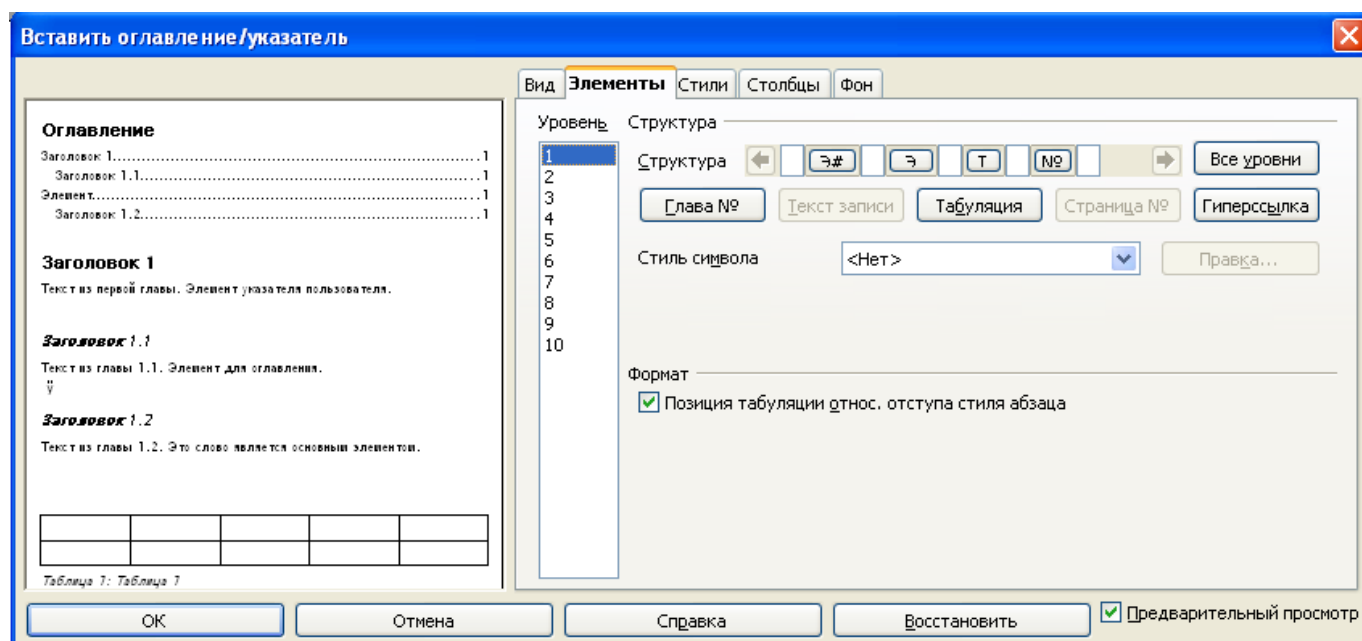 Вставить оглавление/указатель
Оглавление
Заголовок 1........1
Заголовок 1.1........1
Элемент........1
Заголовок 1.2........1
Заголовок 1
Текст из первой главы. Элемент указателя пользователя.
Заголовок 1.1
Текст из главы 1.1. Элемент для оглавления.
Заголовок 1.2
Текст из главы 1.2. Это слово является основным элементом.
Таблица 1: Таблица 1
Вид Элементы Стили Столбцы Фон
Уровень Структура
1
2
3
4
5
6
7
8
9
10
Структура Э# Э Т № Все уровни
Глава № Текст записи Табуляция Страница № Гиперссылка
Стиль символа <Нет> Правка...
Формат
Позиция табуляции относ. отступа стиля абзаца
ОК Отмена Справка Восстановить Предварительный просмотр